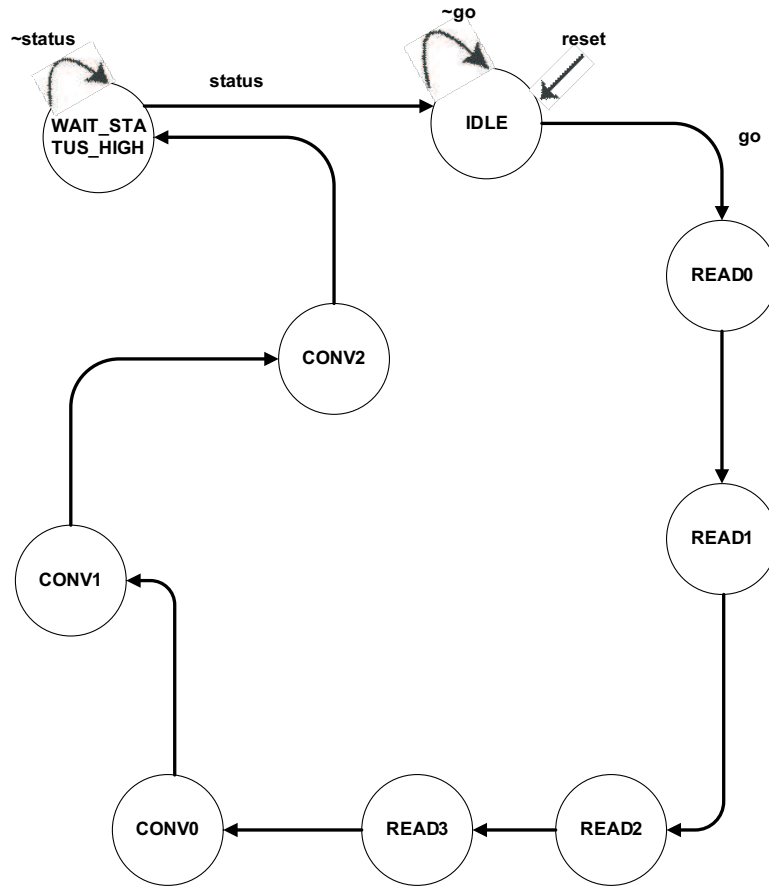 ~go
~status
reset
status
WAIT_STA
TUS_HIGH
IDLE
go
READ0
CONV2
READ1
CONV1
CONV0
READ3
READ2